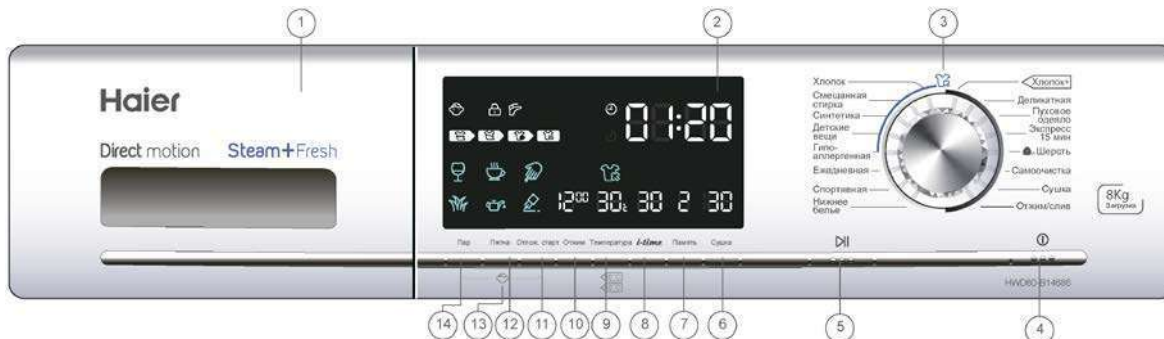 1
2
3
Haier
Direct motion Steam+Fresh
01:20
12:00 30°c 30 2 30
Пар Пятна Отлож. старт Отжим Температура i-time Память Сушка
Хлопок
Смешанная
стирка
Синтетика
Детские
вещи
Гипо-
аллергенная
Ежедневная
Спортивная
Нижнее
белье
Хлопок+
Деликатная
Пуховое
одеяло
Экспресс
15 мин
Шерсть
Самоочистка
Сушка
Отжим/слив
8Kg
Загрузка
HWD80-B14686
14 13 12 11 10 9 8 7 6 5 4